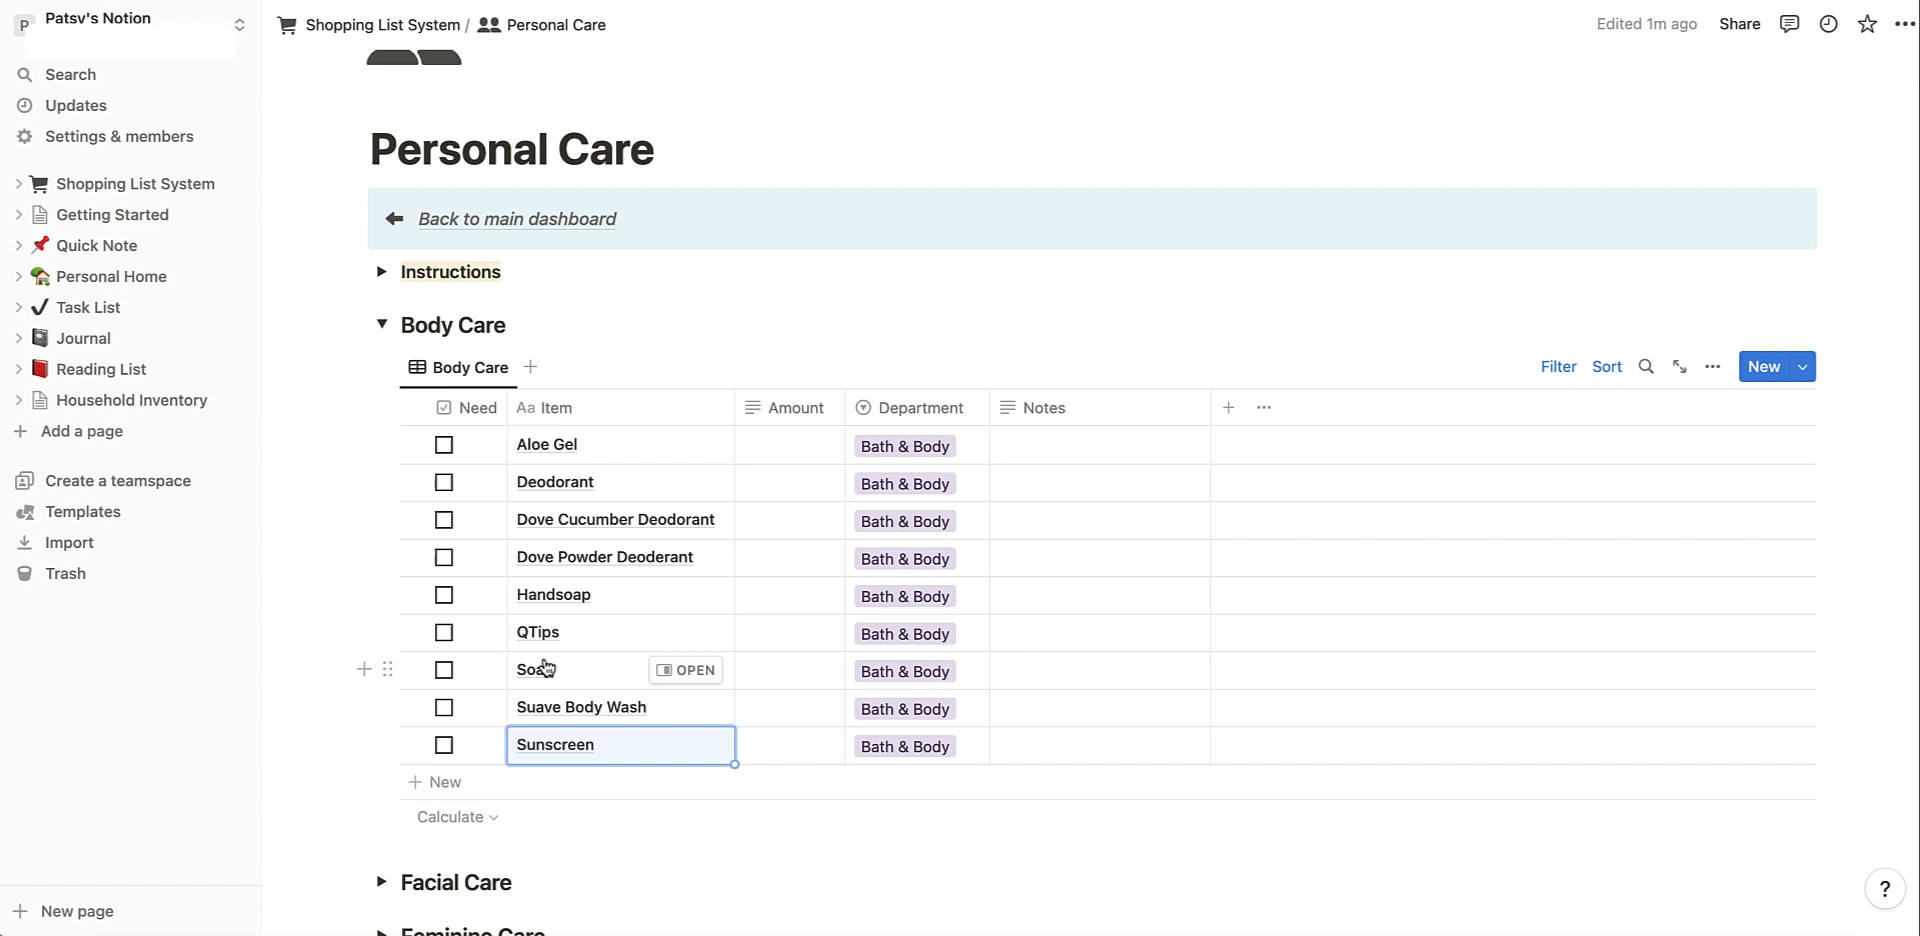 P Patsv's Notion
Search
Updates
Settings & members
Shopping List System
Getting Started
Quick Note
Personal Home
Task List
Journal
Reading List
Household Inventory
Add a page
Create a teamspace
Templates
Import
Trash
New page
Shopping List System / Personal Care
Edited 1m ago Share
Personal Care
Back to main dashboard
Instructions
Body Care
Body Care
Filter Sort New
Need Aa Item Amount Department Notes
Aloe Gel Bath & Body
Deodorant Bath & Body
Dove Cucumber Deodorant Bath & Body
Dove Powder Deoderant Bath & Body
Handsoap Bath & Body
QTips Bath & Body
OPEN Bath & Body
Suave Body Wash Bath & Body
Sunscreen Bath & Body
New
Calculate
Facial Care
Feminine Care
?